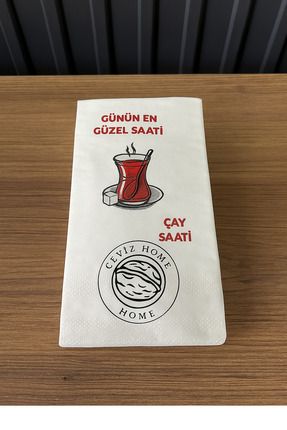 GÜNÜN EN
GÜZEL SAATİ
ÇAY
SAATİ
CEVİZ HOME
HOME